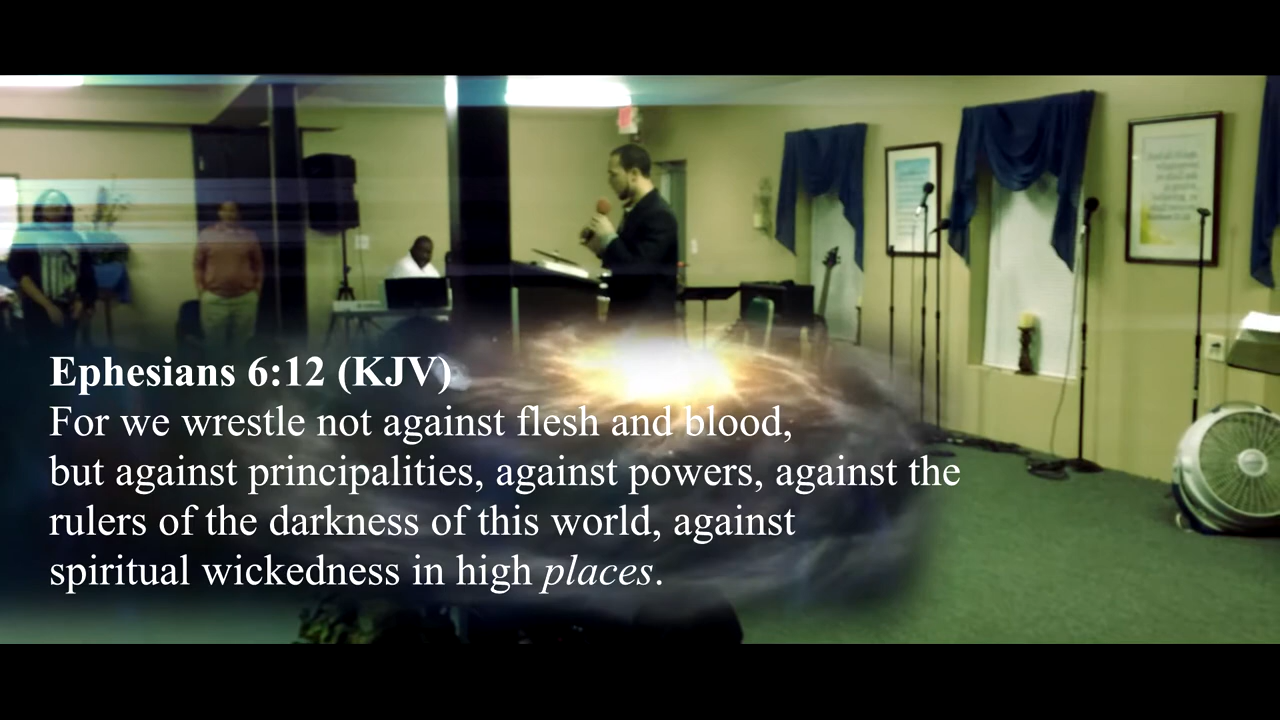 Ephesians 6:12 (KJV)
For we wrestle not against flesh and blood,
but against principalities, against powers, against the
rulers of the darkness of this world, against
spiritual wickedness in high places.